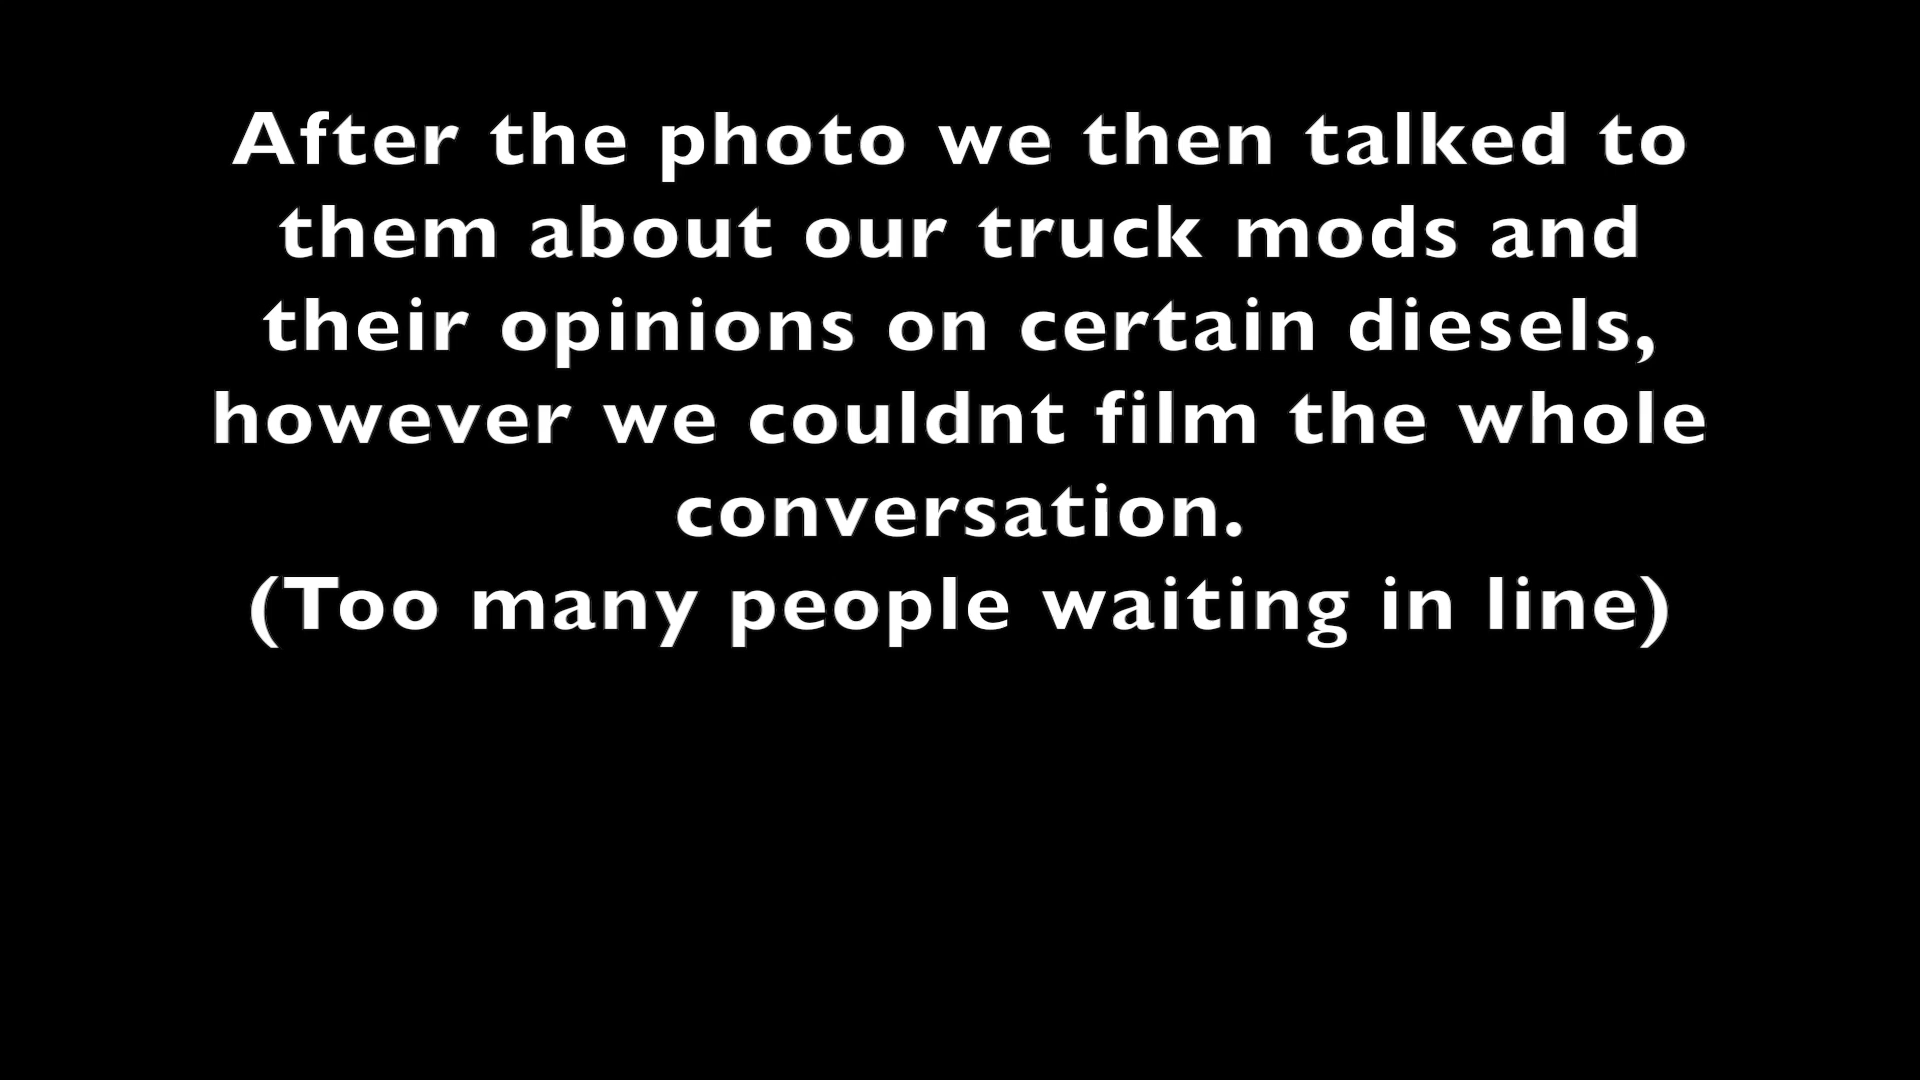 After the photo we then talked to
them about our truck mods and
their opinions on certain diesels,
however we couldnt film the whole
conversation.
(Too many people waiting in line)